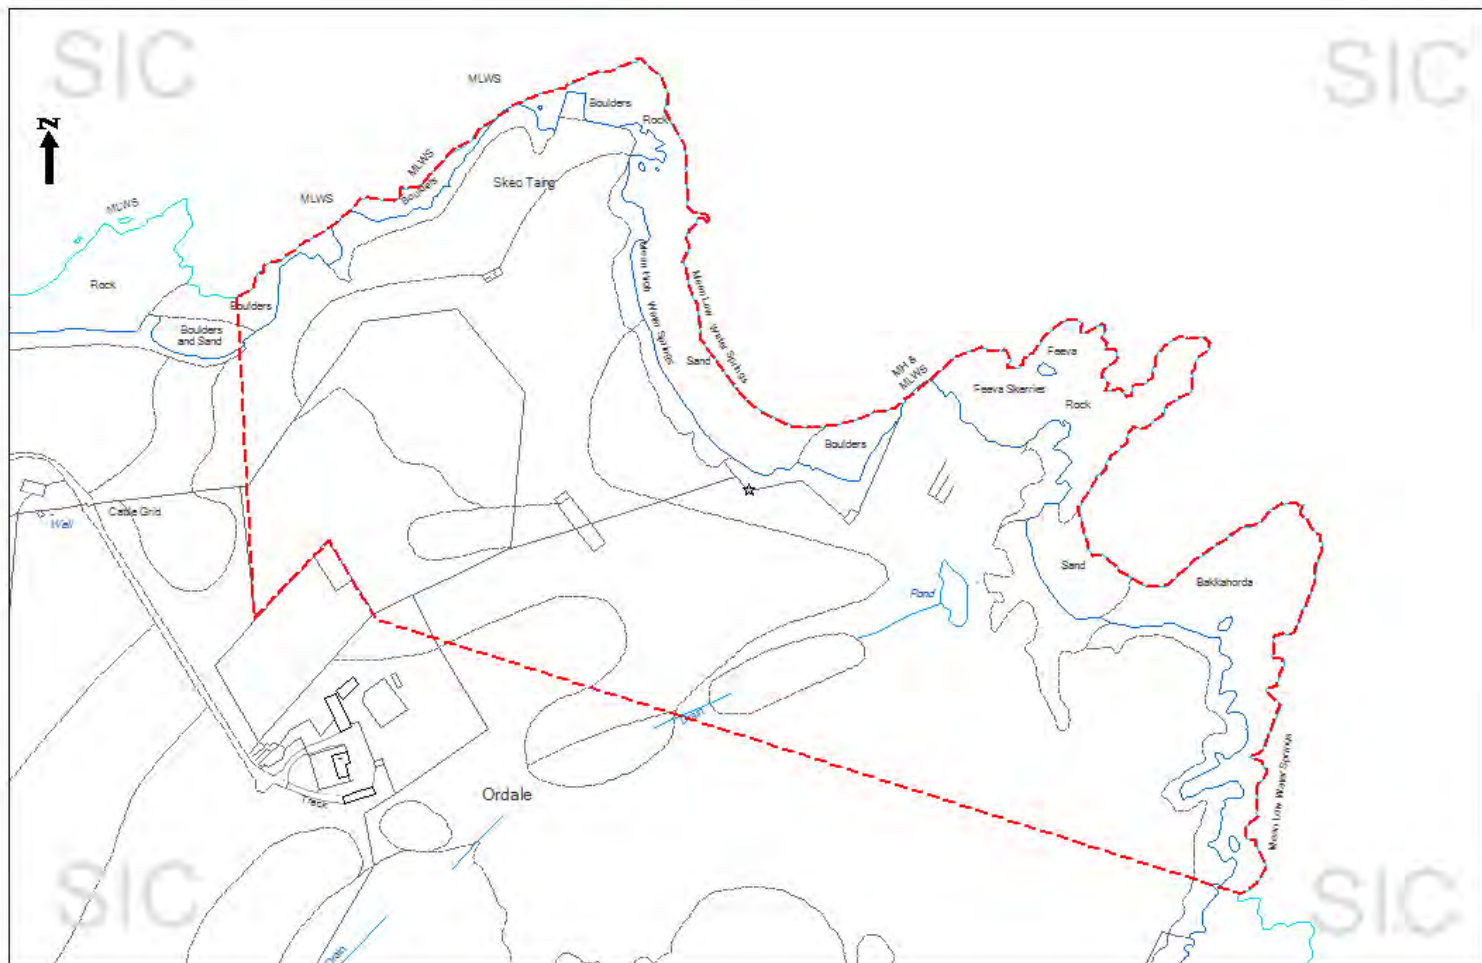 SIC
SIC
MLWS
Boulders
Rock
N
MLWS
Boulders
Skeo Taing
MLWS
MLWS
Rock
Boulders
Boulders
and Sand
Mean High Water Springs
Mean Low Water Springs
Sand
MH &
MLWS
Feeva
Feeva Skerries
Rock
Boulders
Cattle Grid
Well
Sand
Bakkahorda
Pond
Drain
Mean Low Water Springs
Ordale
Track
SIC
SIC
Drain